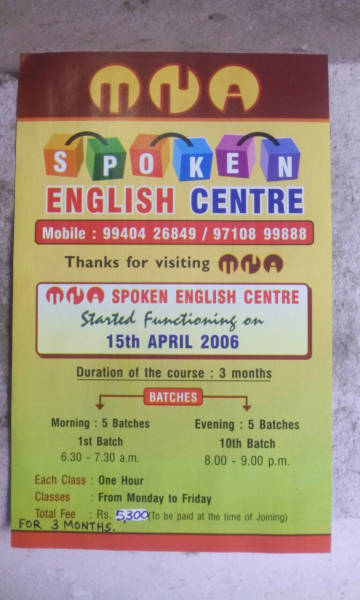 MNA
SPOKEN
ENGLISH CENTRE
Mobile : 99404 26849 / 97108 99888
Thanks for visiting MNA
MNA SPOKEN ENGLISH CENTRE
Started Functioning on
15th APRIL 2006
Duration of the course : 3 months
BATCHES
Morning : 5 Batches
1st Batch
6.30 - 7.30 a.m.
Evening : 5 Batches
10th Batch
8.00 - 9.00 p.m.
Each Class : One Hour
Classes : From Monday to Friday
Total Fee : Rs. 5,300 (To be paid at the time of Joining)
FOR 3 MONTHS.